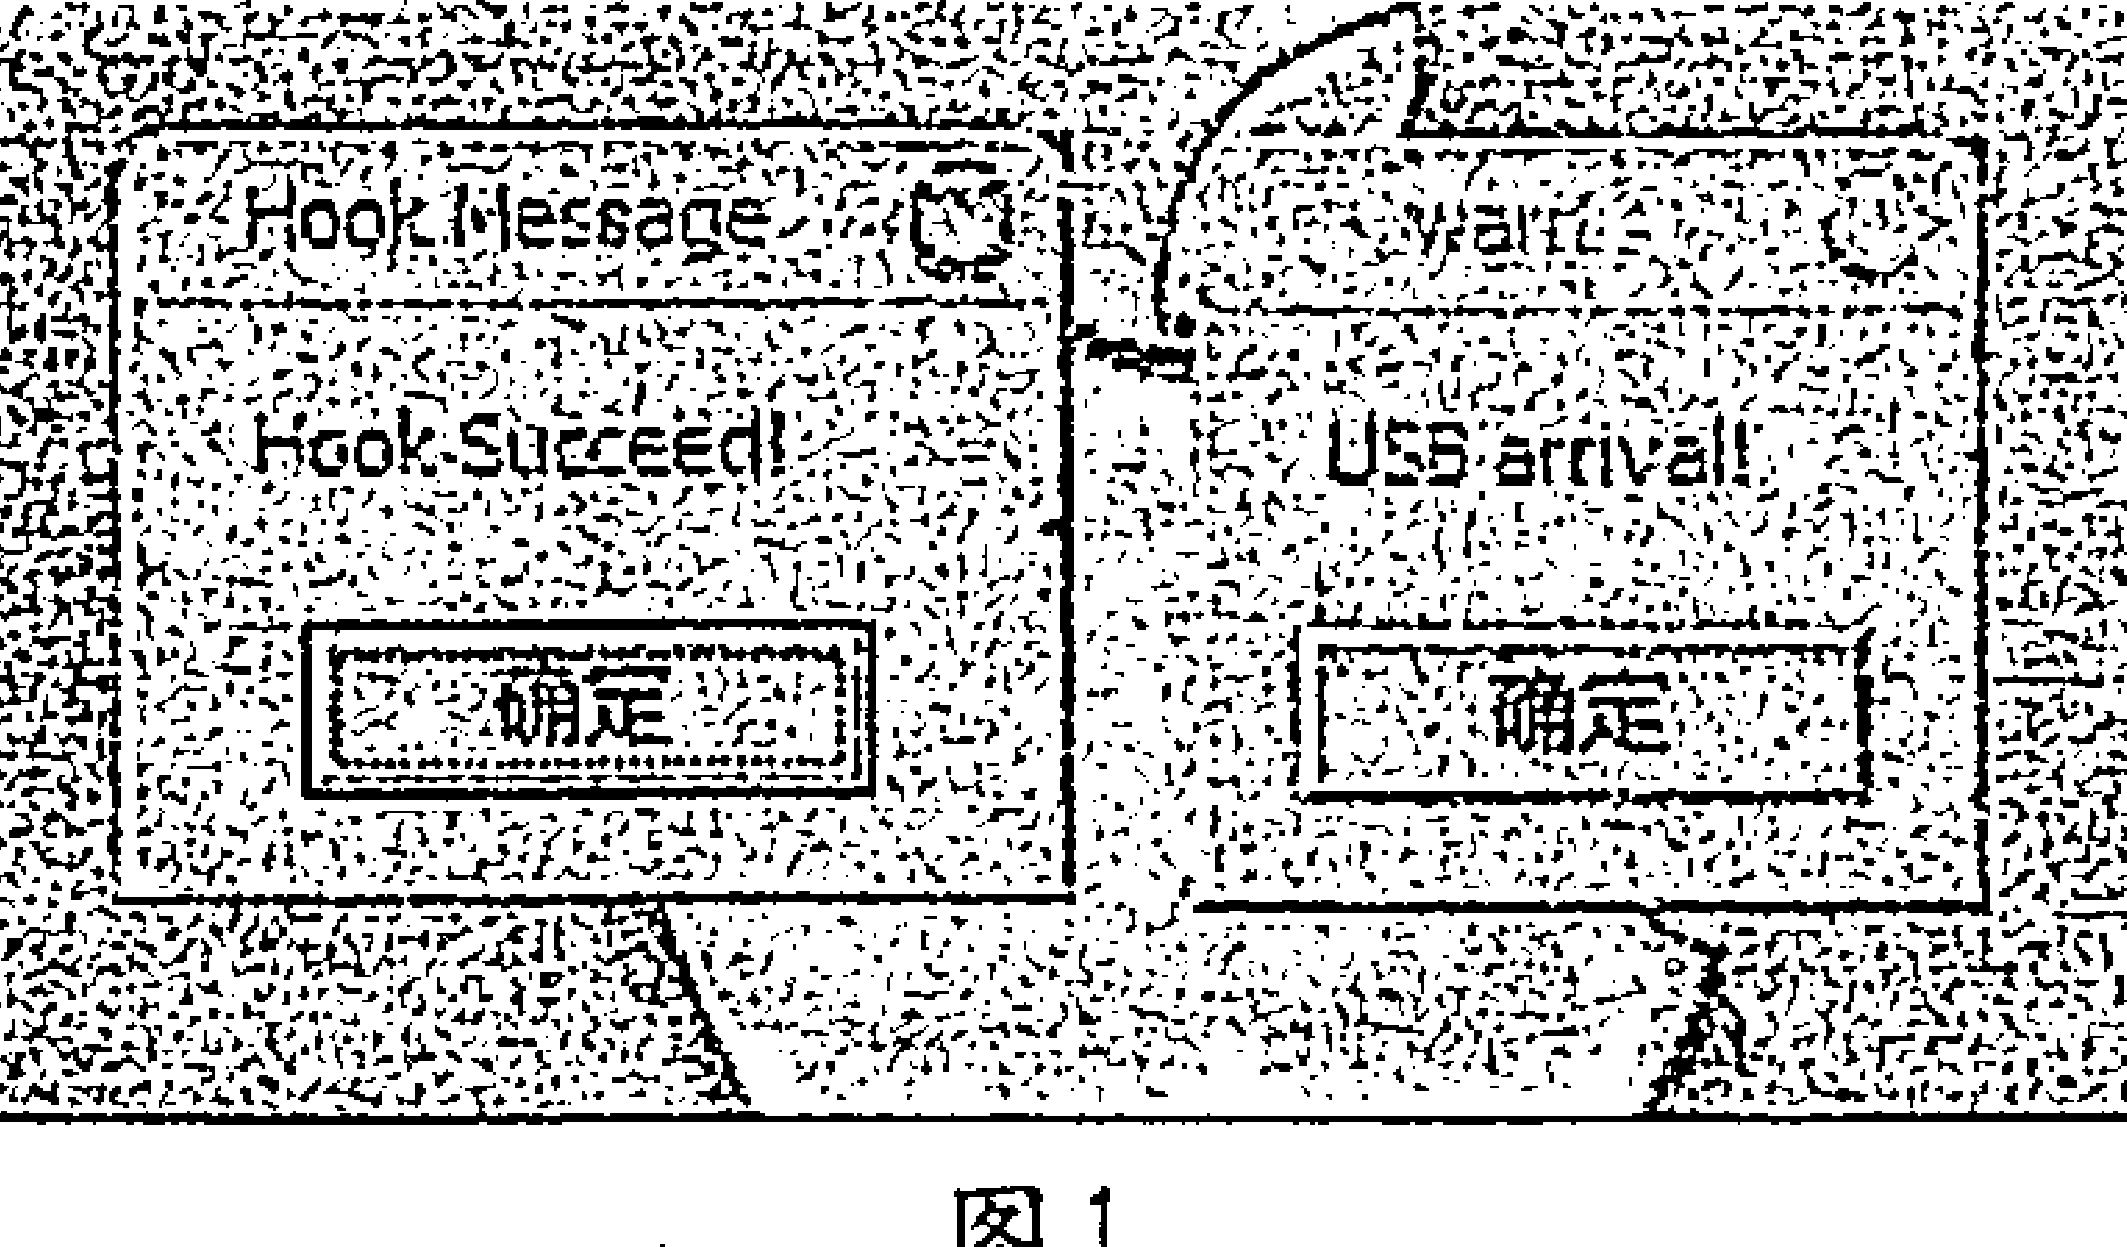 Hook Message
Hook Succeed!
确定
USB arrival!
确定
图 1